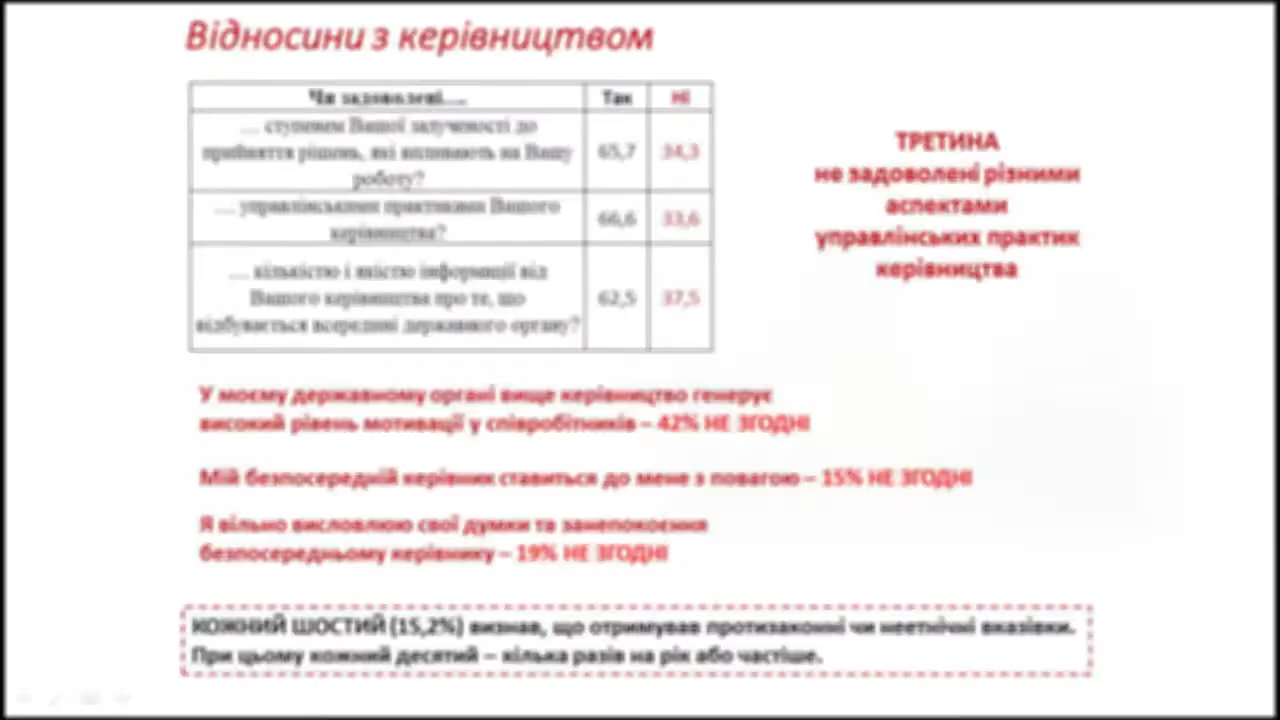 Відносини з керівництвом
Чи задоволені…. Так Ні
… ступенем Вашої залученості до
прийняття рішень, які впливають на Вашу
роботу? 65,7 34,3
… управлінськими практиками Вашого
керівництва? 66,6 33,6
… кількістю і якістю інформації від
Вашого керівництва про те, що
відбувається всередині державного органу? 62,5 37,5
ТРЕТИНА
не задоволені різними
аспектами
управлінських практик
керівництва
У моєму державному органі вище керівництво генерує
високий рівень мотивації у співробітників – 42% НЕ ЗГОДНІ
Мій безпосередній керівник ставиться до мене з повагою – 15% НЕ ЗГОДНІ
Я вільно висловлюю свої думки та занепокоєння
безпосередньому керівнику – 19% НЕ ЗГОДНІ
КОЖНИЙ ШОСТИЙ (15,2%) визнав, що отримував протизаконні чи неетичні вказівки.
При цьому кожний десятий – кілька разів на рік або частіше.